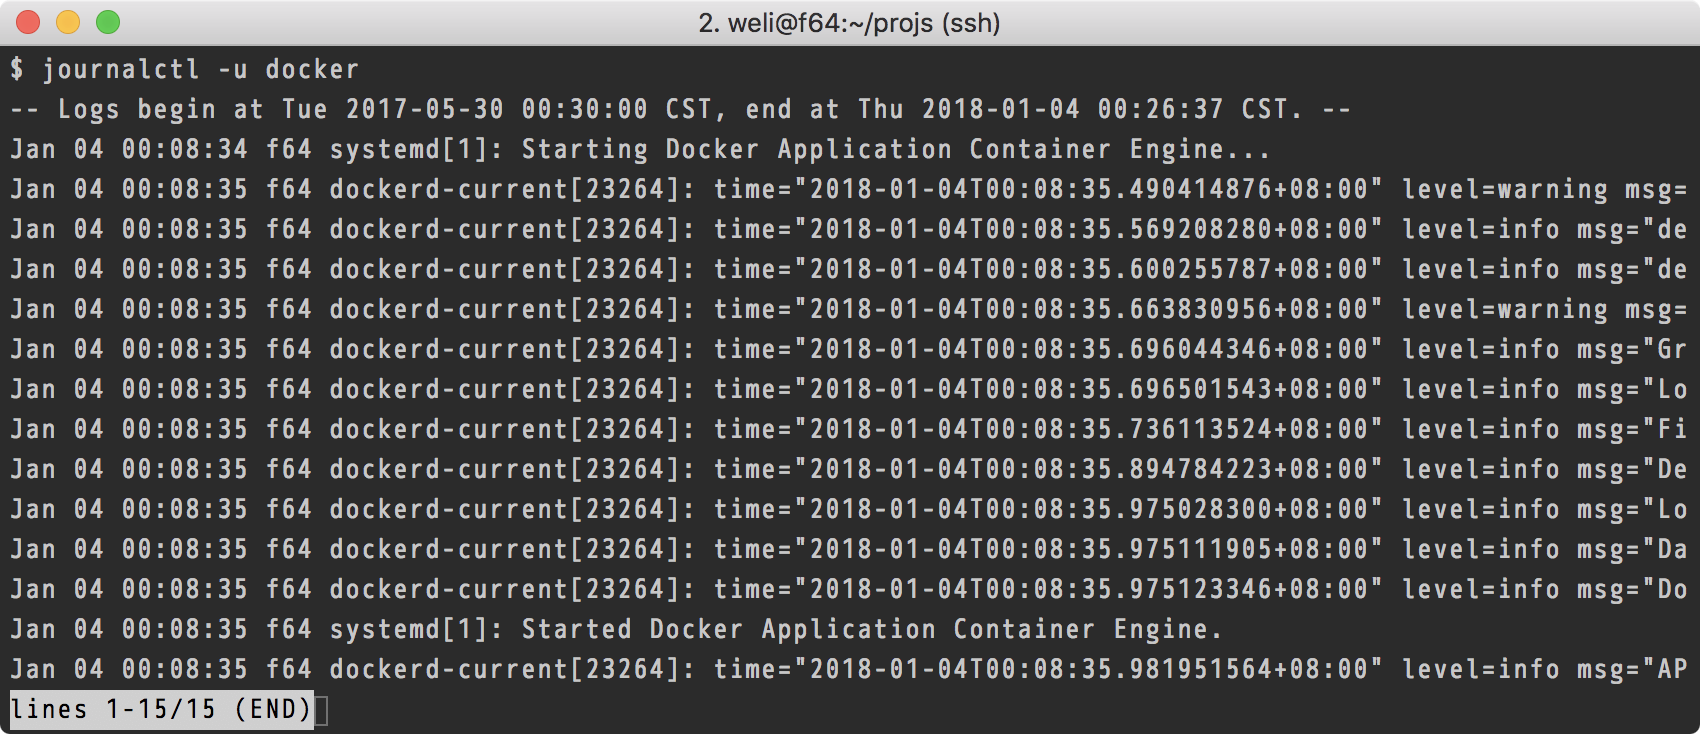 2. weli@f64:~/projs (ssh)
$ journalctl -u docker
-- Logs begin at Tue 2017-05-30 00:30:00 CST, end at Thu 2018-01-04 00:26:37 CST. --
Jan 04 00:08:34 f64 systemd[1]: Starting Docker Application Container Engine...
Jan 04 00:08:35 f64 dockerd-current[23264]: time="2018-01-04T00:08:35.490414876+08:00" level=warning msg=
Jan 04 00:08:35 f64 dockerd-current[23264]: time="2018-01-04T00:08:35.569208280+08:00" level=info msg="de
Jan 04 00:08:35 f64 dockerd-current[23264]: time="2018-01-04T00:08:35.600255787+08:00" level=info msg="de
Jan 04 00:08:35 f64 dockerd-current[23264]: time="2018-01-04T00:08:35.663830956+08:00" level=warning msg=
Jan 04 00:08:35 f64 dockerd-current[23264]: time="2018-01-04T00:08:35.696044346+08:00" level=info msg="Gr
Jan 04 00:08:35 f64 dockerd-current[23264]: time="2018-01-04T00:08:35.696501543+08:00" level=info msg="Lo
Jan 04 00:08:35 f64 dockerd-current[23264]: time="2018-01-04T00:08:35.736113524+08:00" level=info msg="Fi
Jan 04 00:08:35 f64 dockerd-current[23264]: time="2018-01-04T00:08:35.894784223+08:00" level=info msg="De
Jan 04 00:08:35 f64 dockerd-current[23264]: time="2018-01-04T00:08:35.975028300+08:00" level=info msg="Lo
Jan 04 00:08:35 f64 dockerd-current[23264]: time="2018-01-04T00:08:35.975111905+08:00" level=info msg="Da
Jan 04 00:08:35 f64 dockerd-current[23264]: time="2018-01-04T00:08:35.975123346+08:00" level=info msg="Do
Jan 04 00:08:35 f64 systemd[1]: Started Docker Application Container Engine.
Jan 04 00:08:35 f64 dockerd-current[23264]: time="2018-01-04T00:08:35.981951564+08:00" level=info msg="AP
lines 1-15/15 (END)